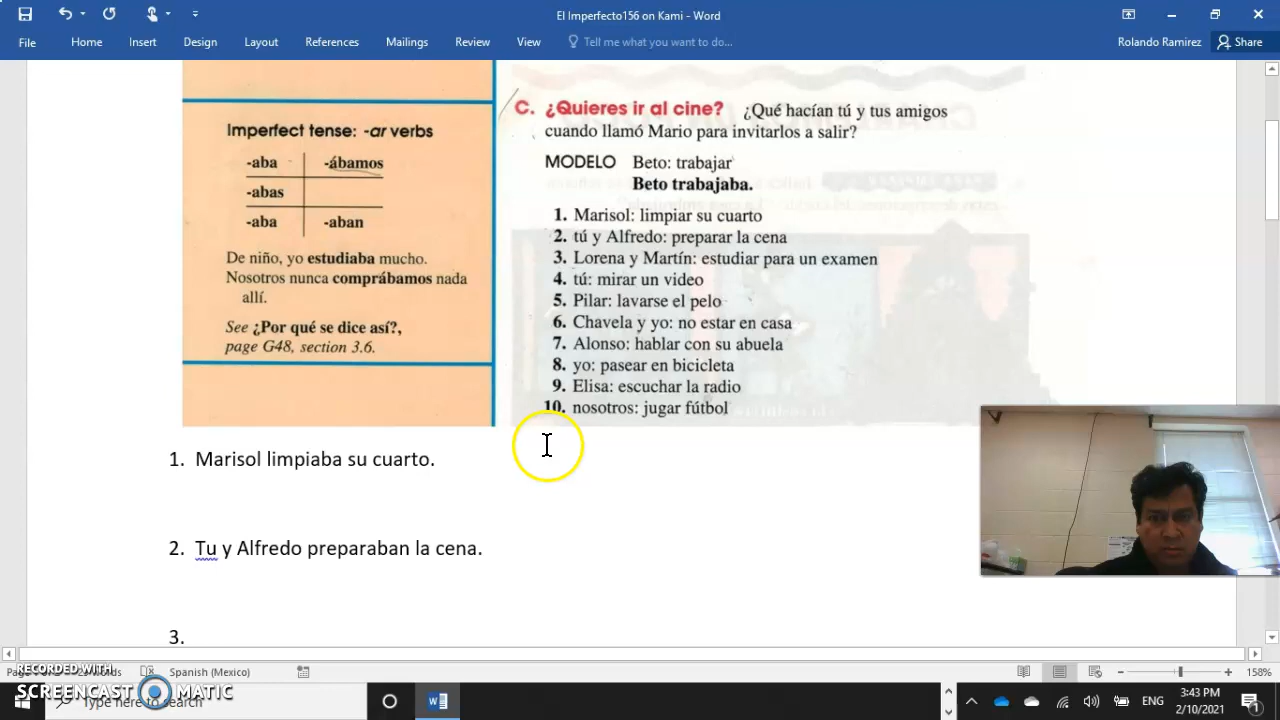 El Imperfecto156 on Kami - Word
File Home Insert Design Layout References Mailings Review View Tell me what you want to do... Rolando Ramirez Share
Imperfect tense: -ar verbs
-aba -ábamos
-abas
-aba -aban
De niño, yo estudiaba mucho.
Nosotros nunca comprábamos nada
allí.
See ¿Por qué se dice así?,
page G48, section 3.6.
C. ¿Quieres ir al cine? ¿Qué hacían tú y tus amigos
cuando llamó Mario para invitarlos a salir?
MODELO Beto: trabajar
Beto trabajaba.
1. Marisol: limpiar su cuarto
2. tú y Alfredo: preparar la cena
3. Lorena y Martín: estudiar para un examen
4. tú: mirar un video
5. Pilar: lavarse el pelo
6. Chavela y yo: no estar en casa
7. Alonso: hablar con su abuela
8. yo: pasear en bicicleta
9. Elisa: escuchar la radio
10. nosotros: jugar fútbol
1. Marisol limpiaba su cuarto.
2. Tu y Alfredo preparaban la cena.
3.
RECORDED WITH
words Spanish (Mexico) 158%
SCREENCAST MATIC
Type here to search
ENG 3:43 PM
2/10/2021